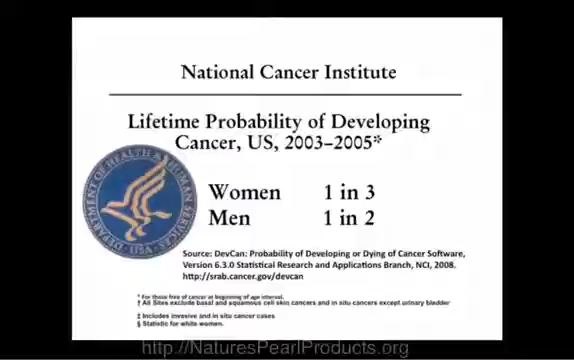 National Cancer Institute
Lifetime Probability of Developing
Cancer, US, 2003–2005*
DEPARTMENT OF HEALTH & HUMAN SERVICES · USA
Women 1 in 3
Men 1 in 2
Source: DevCan: Probability of Developing or Dying of Cancer Software,
Version 6.3.0 Statistical Research and Applications Branch, NCI, 2008.
http://srab.cancer.gov/devcan
* For those free of cancer at beginning of age interval.
† All Sites exclude basal and squamous cell skin cancers and in situ cancers except urinary bladder
‡ Includes invasive and in situ cancer cases
§ Statistic for white women.
http://NaturesPearlProducts.org